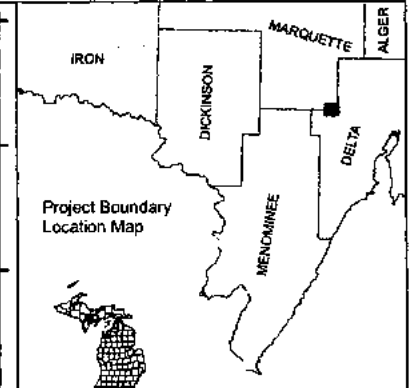 MARQUETTE
ALGER
IRON
DICKINSON
DELTA
MENOMINEE
Project Boundary
Location Map